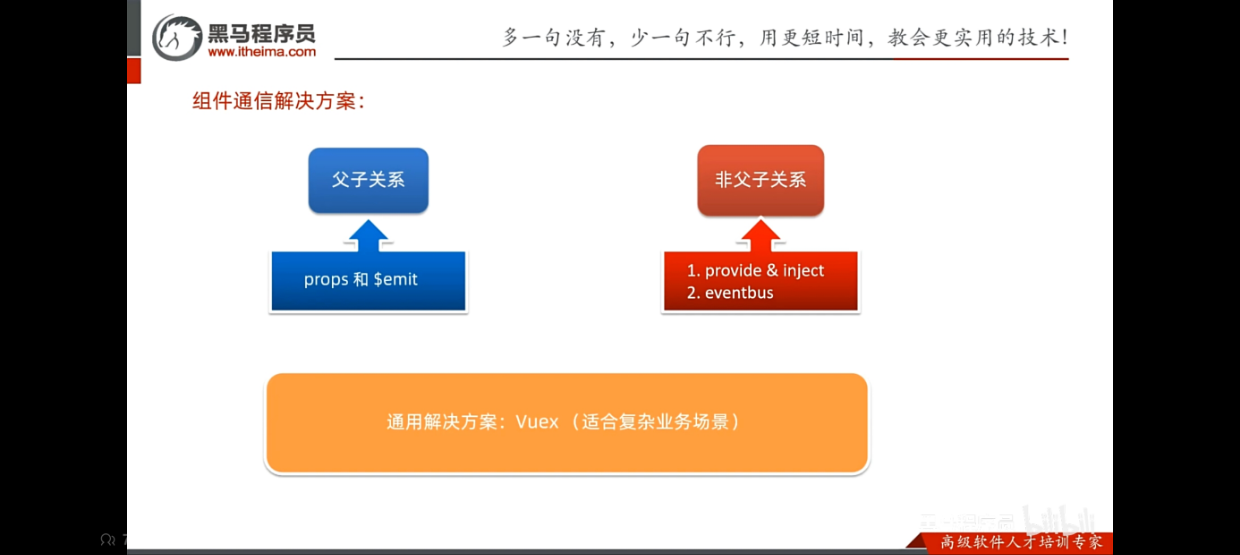 黑马程序员
www.itheima.com
多一句没有，少一句不行，用更短时间，教会更实用的技术!
组件通信解决方案：
父子关系
非父子关系
props 和 $emit
1. provide & inject
2. eventbus
通用解决方案：Vuex（适合复杂业务场景）
bilibili
高级软件人才培训专家